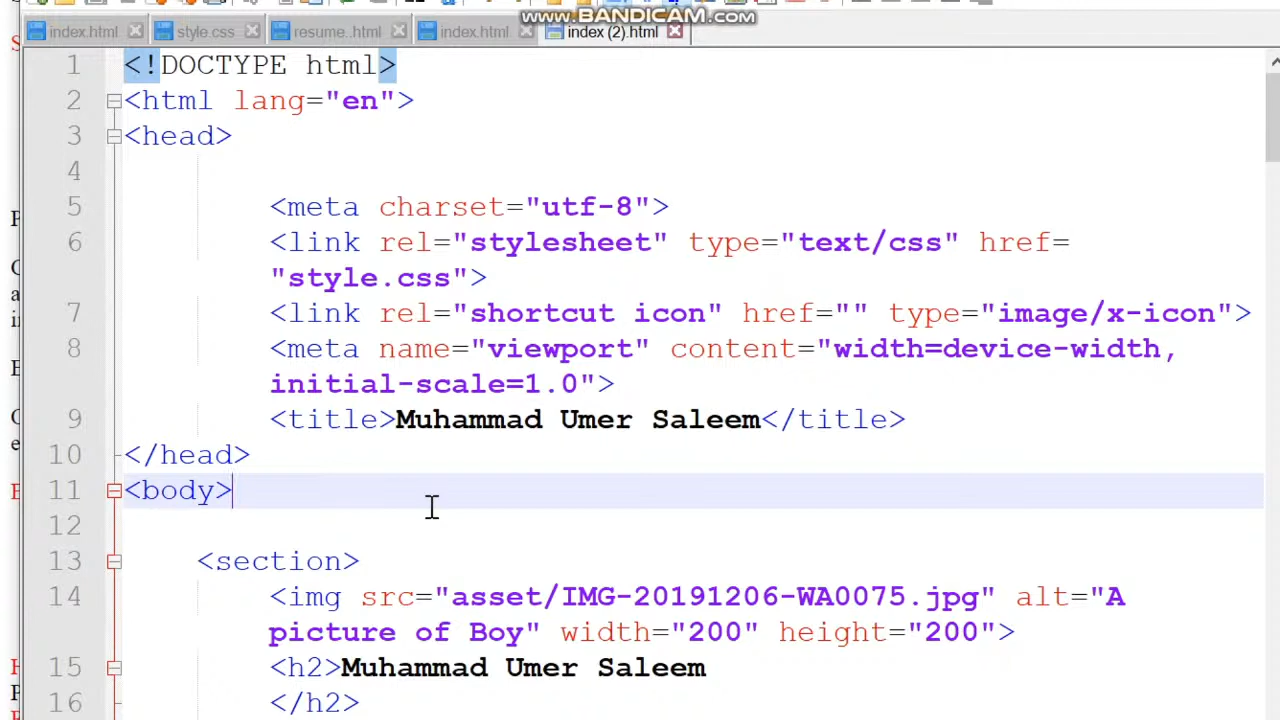 www.BANDICAM.com
index.html style.css resume..html index.html index (2).html
1 <!DOCTYPE html>
2 <html lang="en">
3 <head>
4
5 <meta charset="utf-8">
6 <link rel="stylesheet" type="text/css" href=
"style.css">
7 <link rel="shortcut icon" href="" type="image/x-icon">
8 <meta name="viewport" content="width=device-width,
initial-scale=1.0">
9 <title>Muhammad Umer Saleem</title>
10 </head>
11 <body>
12
13 <section>
14 <img src="asset/IMG-20191206-WA0075.jpg" alt="A
picture of Boy" width="200" height="200">
15 <h2>Muhammad Umer Saleem
16 </h2>